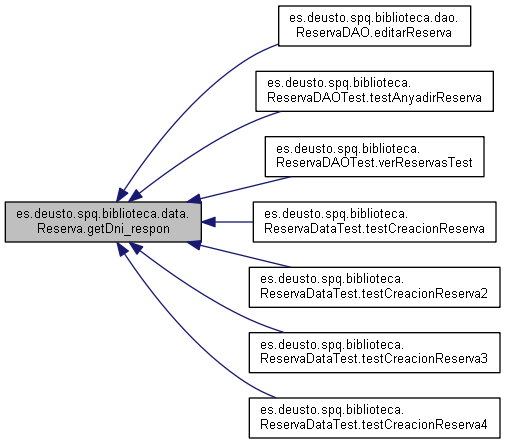 es.deusto.spq.biblioteca.dao.
ReservaDAO.editarReserva
es.deusto.spq.biblioteca.
ReservaDAOTest.testAnyadirReserva
es.deusto.spq.biblioteca.
ReservaDAOTest.verReservasTest
es.deusto.spq.biblioteca.data.
Reserva.getDni_respon
es.deusto.spq.biblioteca.
ReservaDataTest.testCreacionReserva
es.deusto.spq.biblioteca.
ReservaDataTest.testCreacionReserva2
es.deusto.spq.biblioteca.
ReservaDataTest.testCreacionReserva3
es.deusto.spq.biblioteca.
ReservaDataTest.testCreacionReserva4